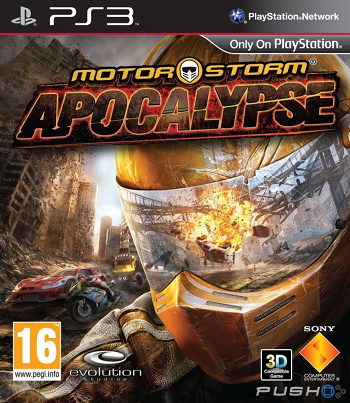 PS3
PlayStation®Network
Only On PlayStation®
MOTORSTORM®
APOCALYPSE
16
www.pegi.info
evolution
studios
3D
Compatible
Game
SONY
COMPUTER
ENTERTAINMENT®
PUSH